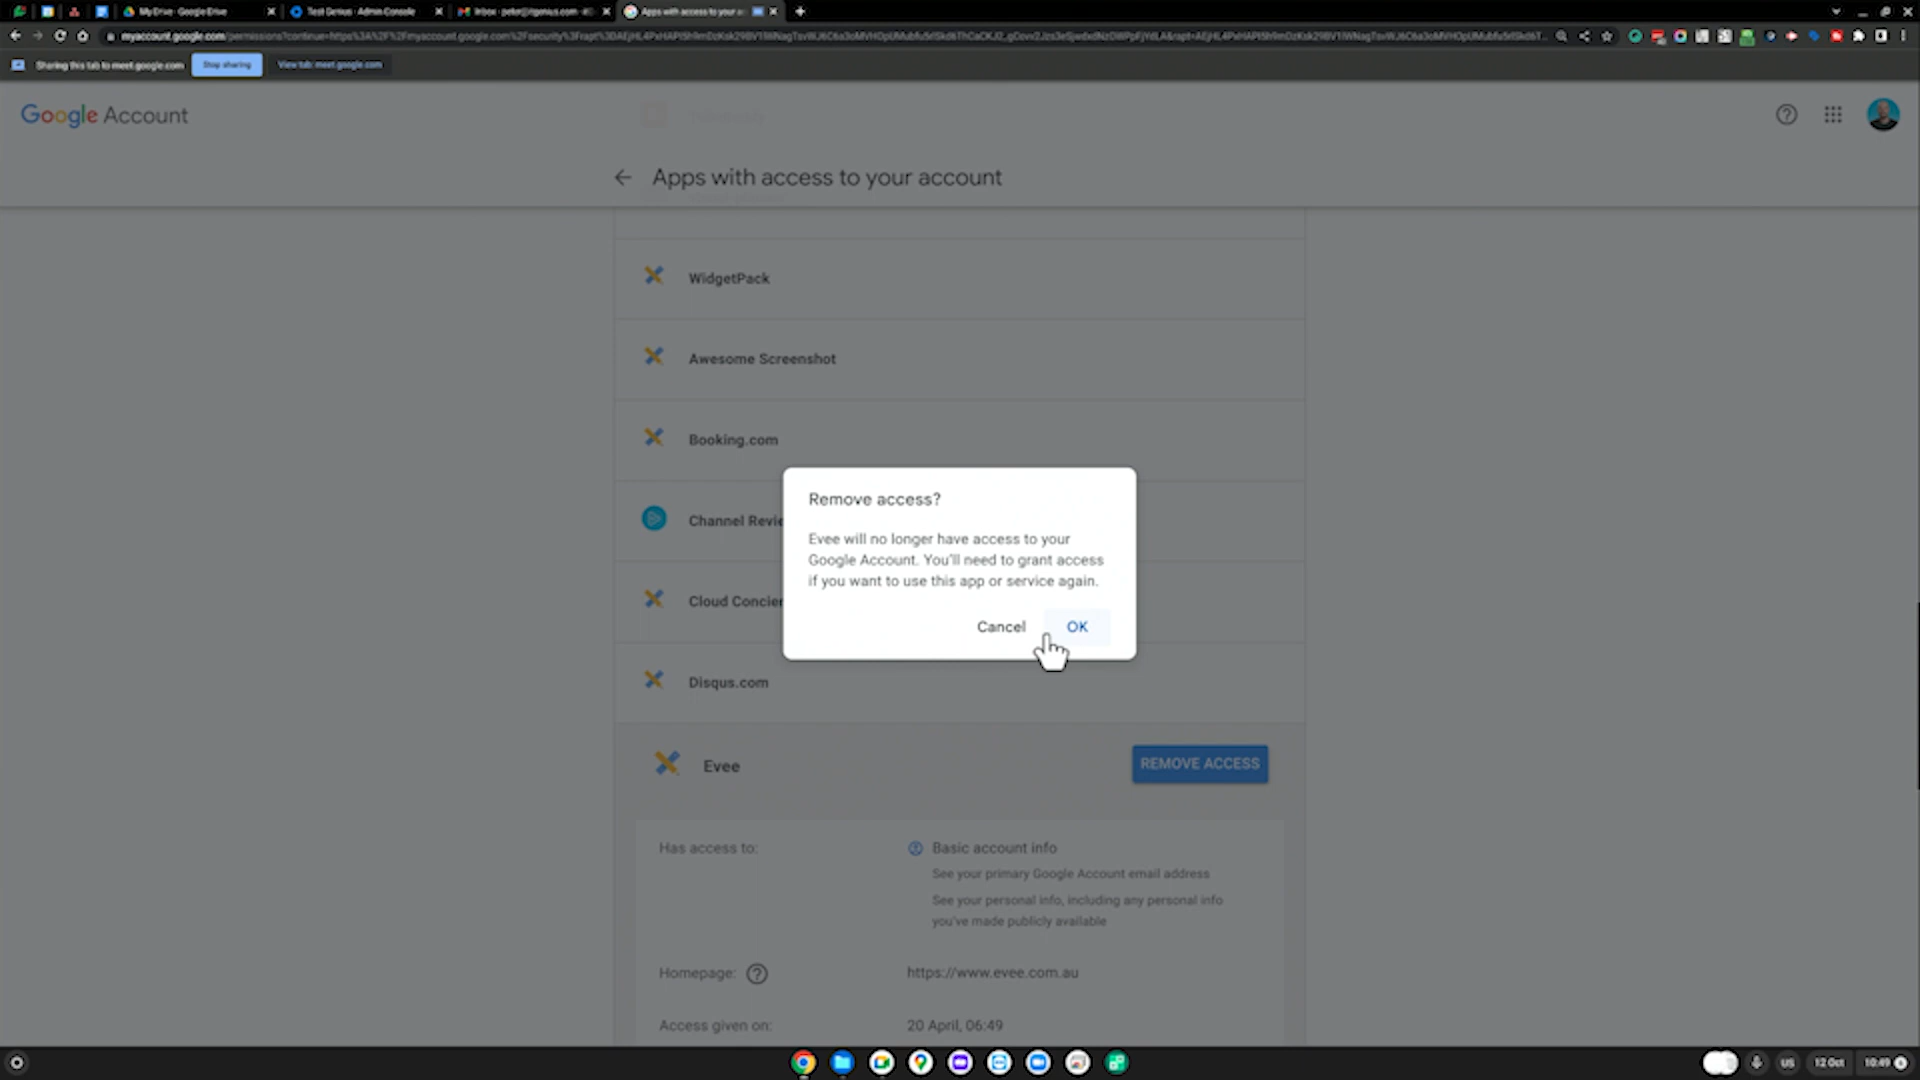 My Drive - Google Drive
Test Genius - Admin Console
Apps with access to your a
myaccount.google.com
Sharing this tab to meet.google.com
Stop sharing
View tab: meet.google.com
Google Account
Apps with access to your account
WidgetPack
Awesome Screenshot
Booking.com
Channel Revie
Cloud Concier
Disqus.com
Remove access?
Evee will no longer have access to your
Google Account. You'll need to grant access
if you want to use this app or service again.
Cancel
OK
Evee
REMOVE ACCESS
Has access to:
Basic account info
See your primary Google Account email address
See your personal info, including any personal info
you've made publicly available
Homepage:
https://www.evee.com.au
Access given on:
20 April, 06:49
US
12 Oct
10:49